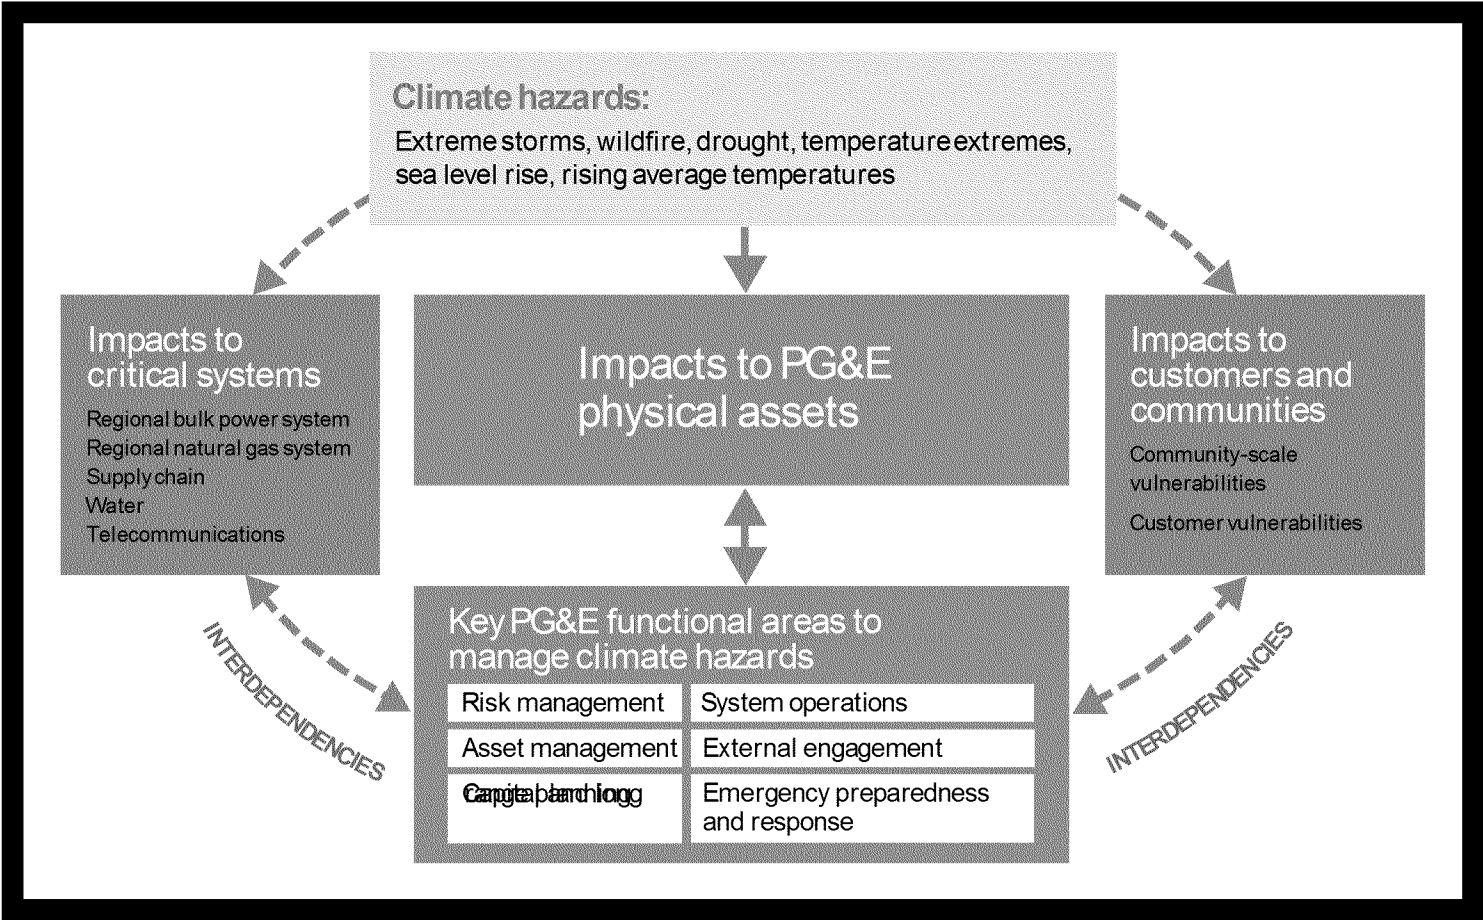 Climate hazards:
Extreme storms, wildfire, drought, temperature extremes,
sea level rise, rising average temperatures
Impacts to
critical systems
Regional bulk power system
Regional natural gas system
Supply chain
Water
Telecommunications
Impacts to PG&E
physical assets
Impacts to
customers and
communities
Community-scale
vulnerabilities
Customer vulnerabilities
INTERDEPENDENCIES
Key PG&E functional areas to
manage climate hazards
Risk management
System operations
Asset management
External engagement
Emergency preparedness
and response
INTERDEPENDENCIES